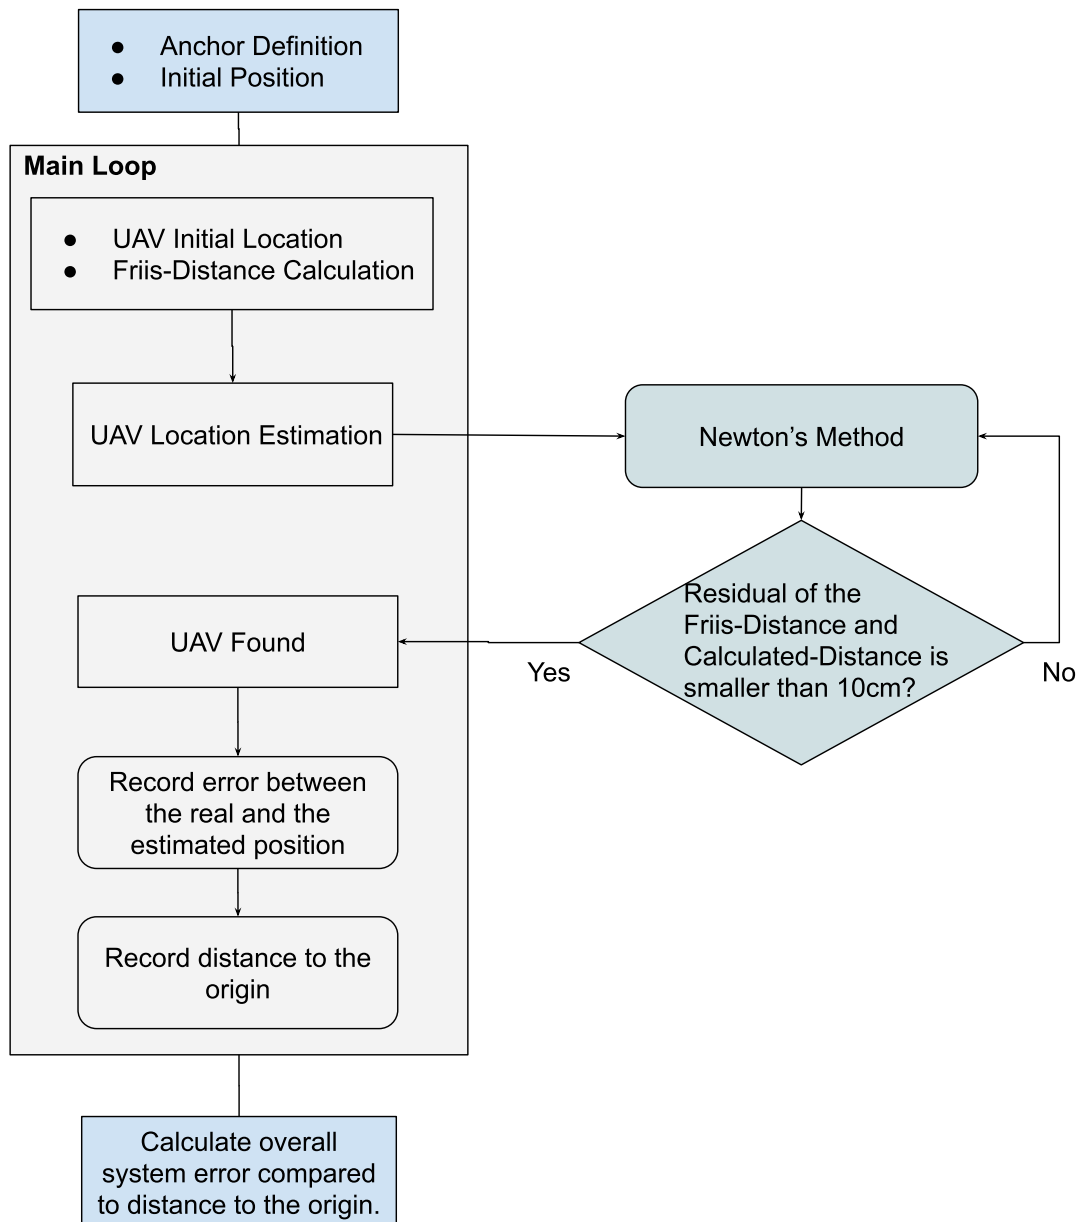 ● Anchor Definition
● Initial Position
Main Loop
● UAV Initial Location
● Friis-Distance Calculation
UAV Location Estimation
Newton’s Method
Residual of the
Friis-Distance and
Calculated-Distance is
smaller than 10cm?
Yes
No
UAV Found
Record error between
the real and the
estimated position
Record distance to the
origin
Calculate overall
system error compared
to distance to the origin.